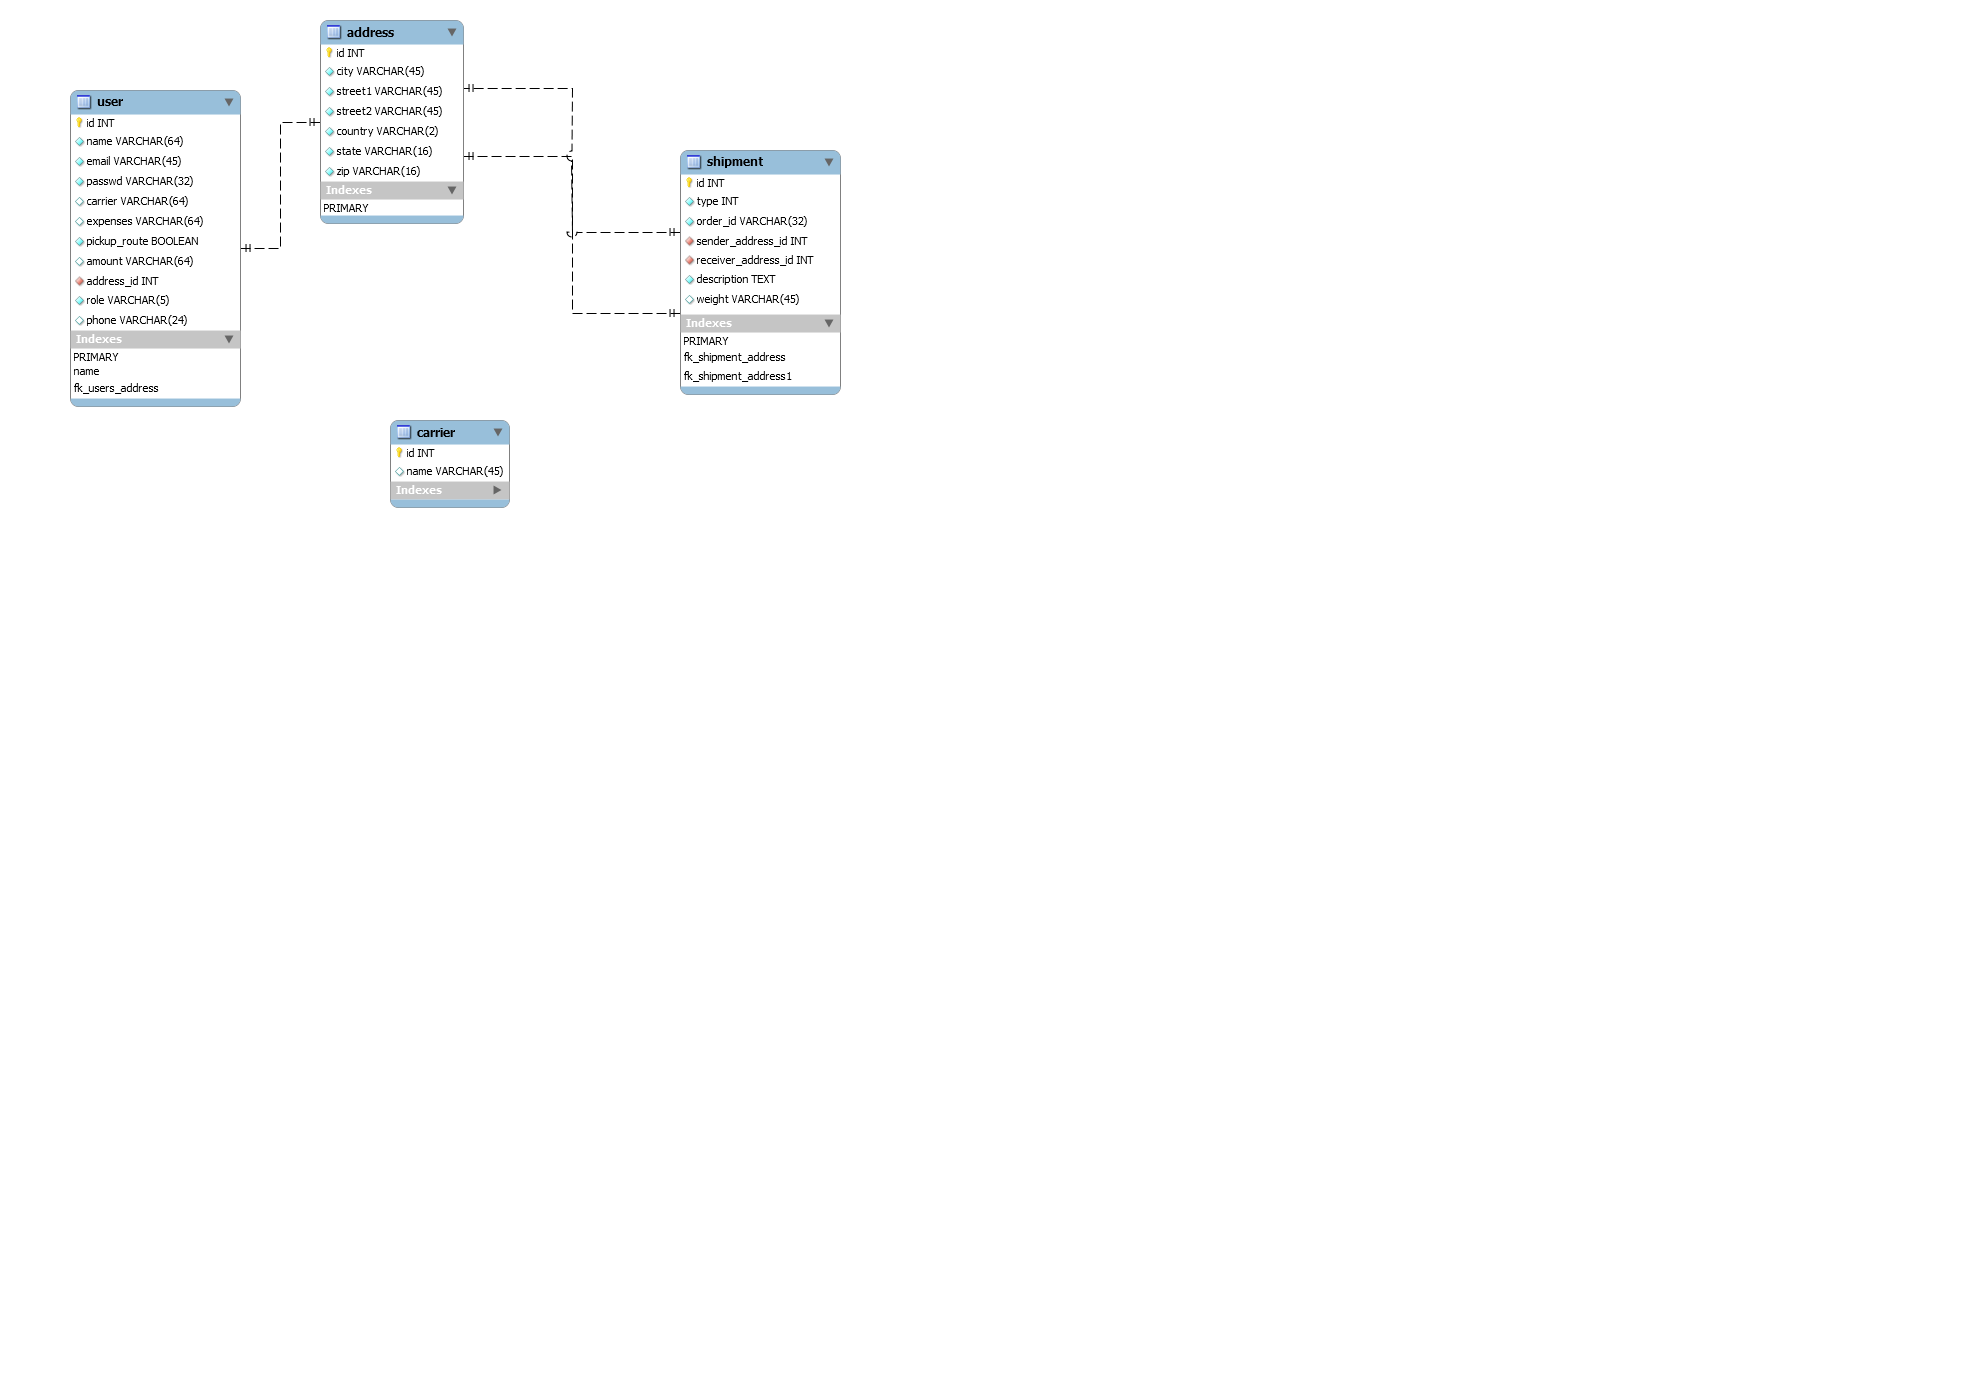 address
id INT
city VARCHAR(45)
street1 VARCHAR(45)
street2 VARCHAR(45)
country VARCHAR(2)
state VARCHAR(16)
zip VARCHAR(16)
Indexes
PRIMARY
user
id INT
name VARCHAR(64)
email VARCHAR(45)
passwd VARCHAR(32)
carrier VARCHAR(64)
expenses VARCHAR(64)
pickup_route BOOLEAN
amount VARCHAR(64)
address_id INT
role VARCHAR(5)
phone VARCHAR(24)
Indexes
PRIMARY
name
fk_users_address
shipment
id INT
type INT
order_id VARCHAR(32)
sender_address_id INT
receiver_address_id INT
description TEXT
weight VARCHAR(45)
Indexes
PRIMARY
fk_shipment_address
fk_shipment_address1
carrier
id INT
name VARCHAR(45)
Indexes